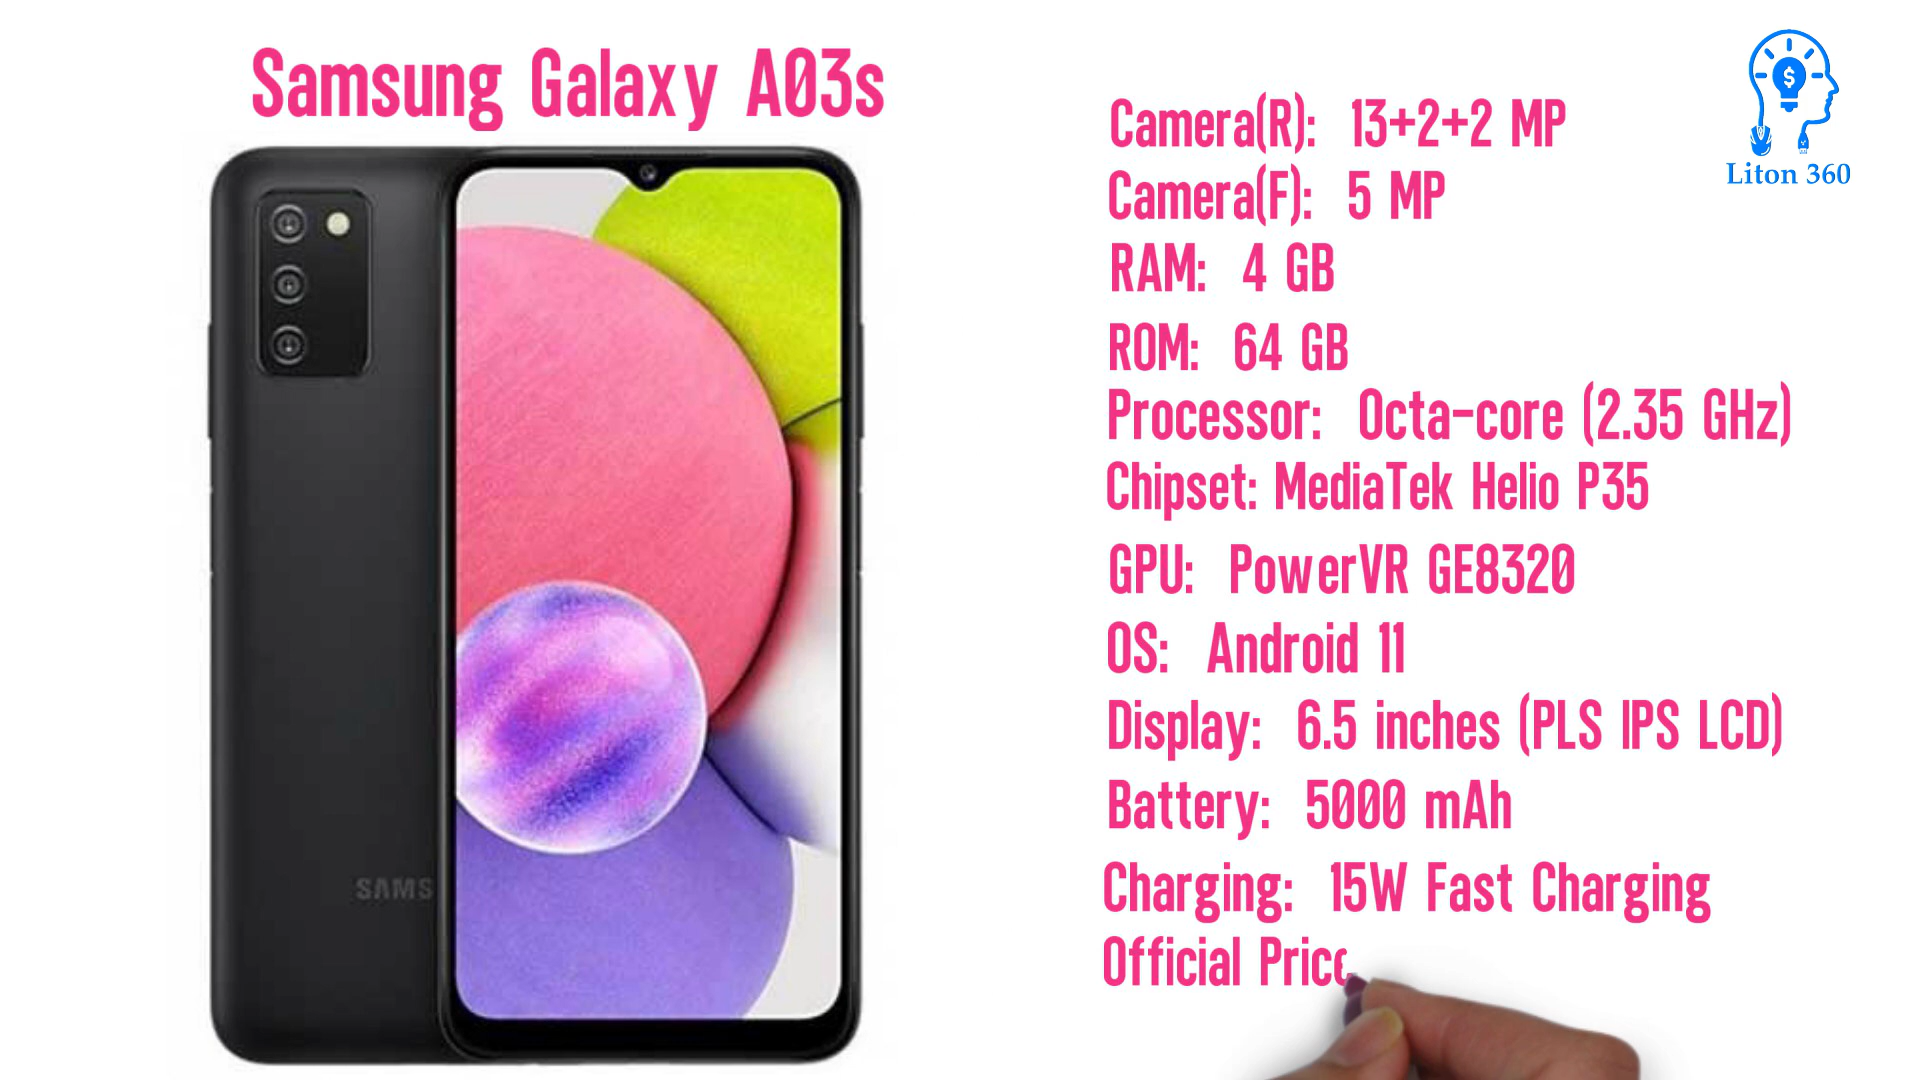 Samsung Galaxy A03s
Liton 360
Camera(R): 13+2+2 MP
Camera(F): 5 MP
RAM: 4 GB
ROM: 64 GB
Processor: Octa-core (2.35 GHz)
Chipset: MediaTek Helio P35
GPU: PowerVR GE8320
OS: Android 11
Display: 6.5 inches (PLS IPS LCD)
Battery: 5000 mAh
Charging: 15W Fast Charging
Official Price
SAMS